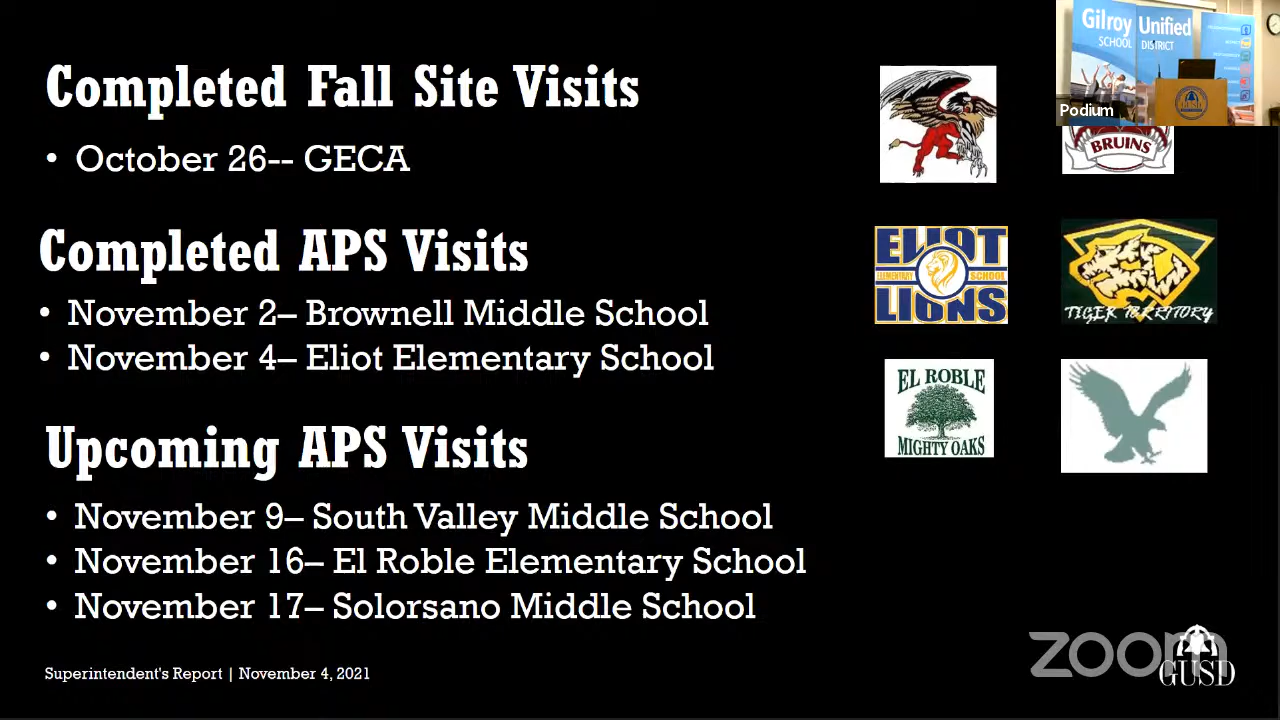 Completed Fall Site Visits
• October 26-- GECA
Completed APS Visits
• November 2– Brownell Middle School
• November 4– Eliot Elementary School
Upcoming APS Visits
• November 9– South Valley Middle School
• November 16– El Roble Elementary School
• November 17– Solorsano Middle School
Superintendent's Report | November 4, 2021
Gilroy Unified
SCHOOL DISTRICT
Podium
BRUINS
ELIOT
ELEMENTARY SCHOOL
LIONS
TIGER TERRITORY
EL ROBLE
MIGHTY OAKS
zoom
GUSD